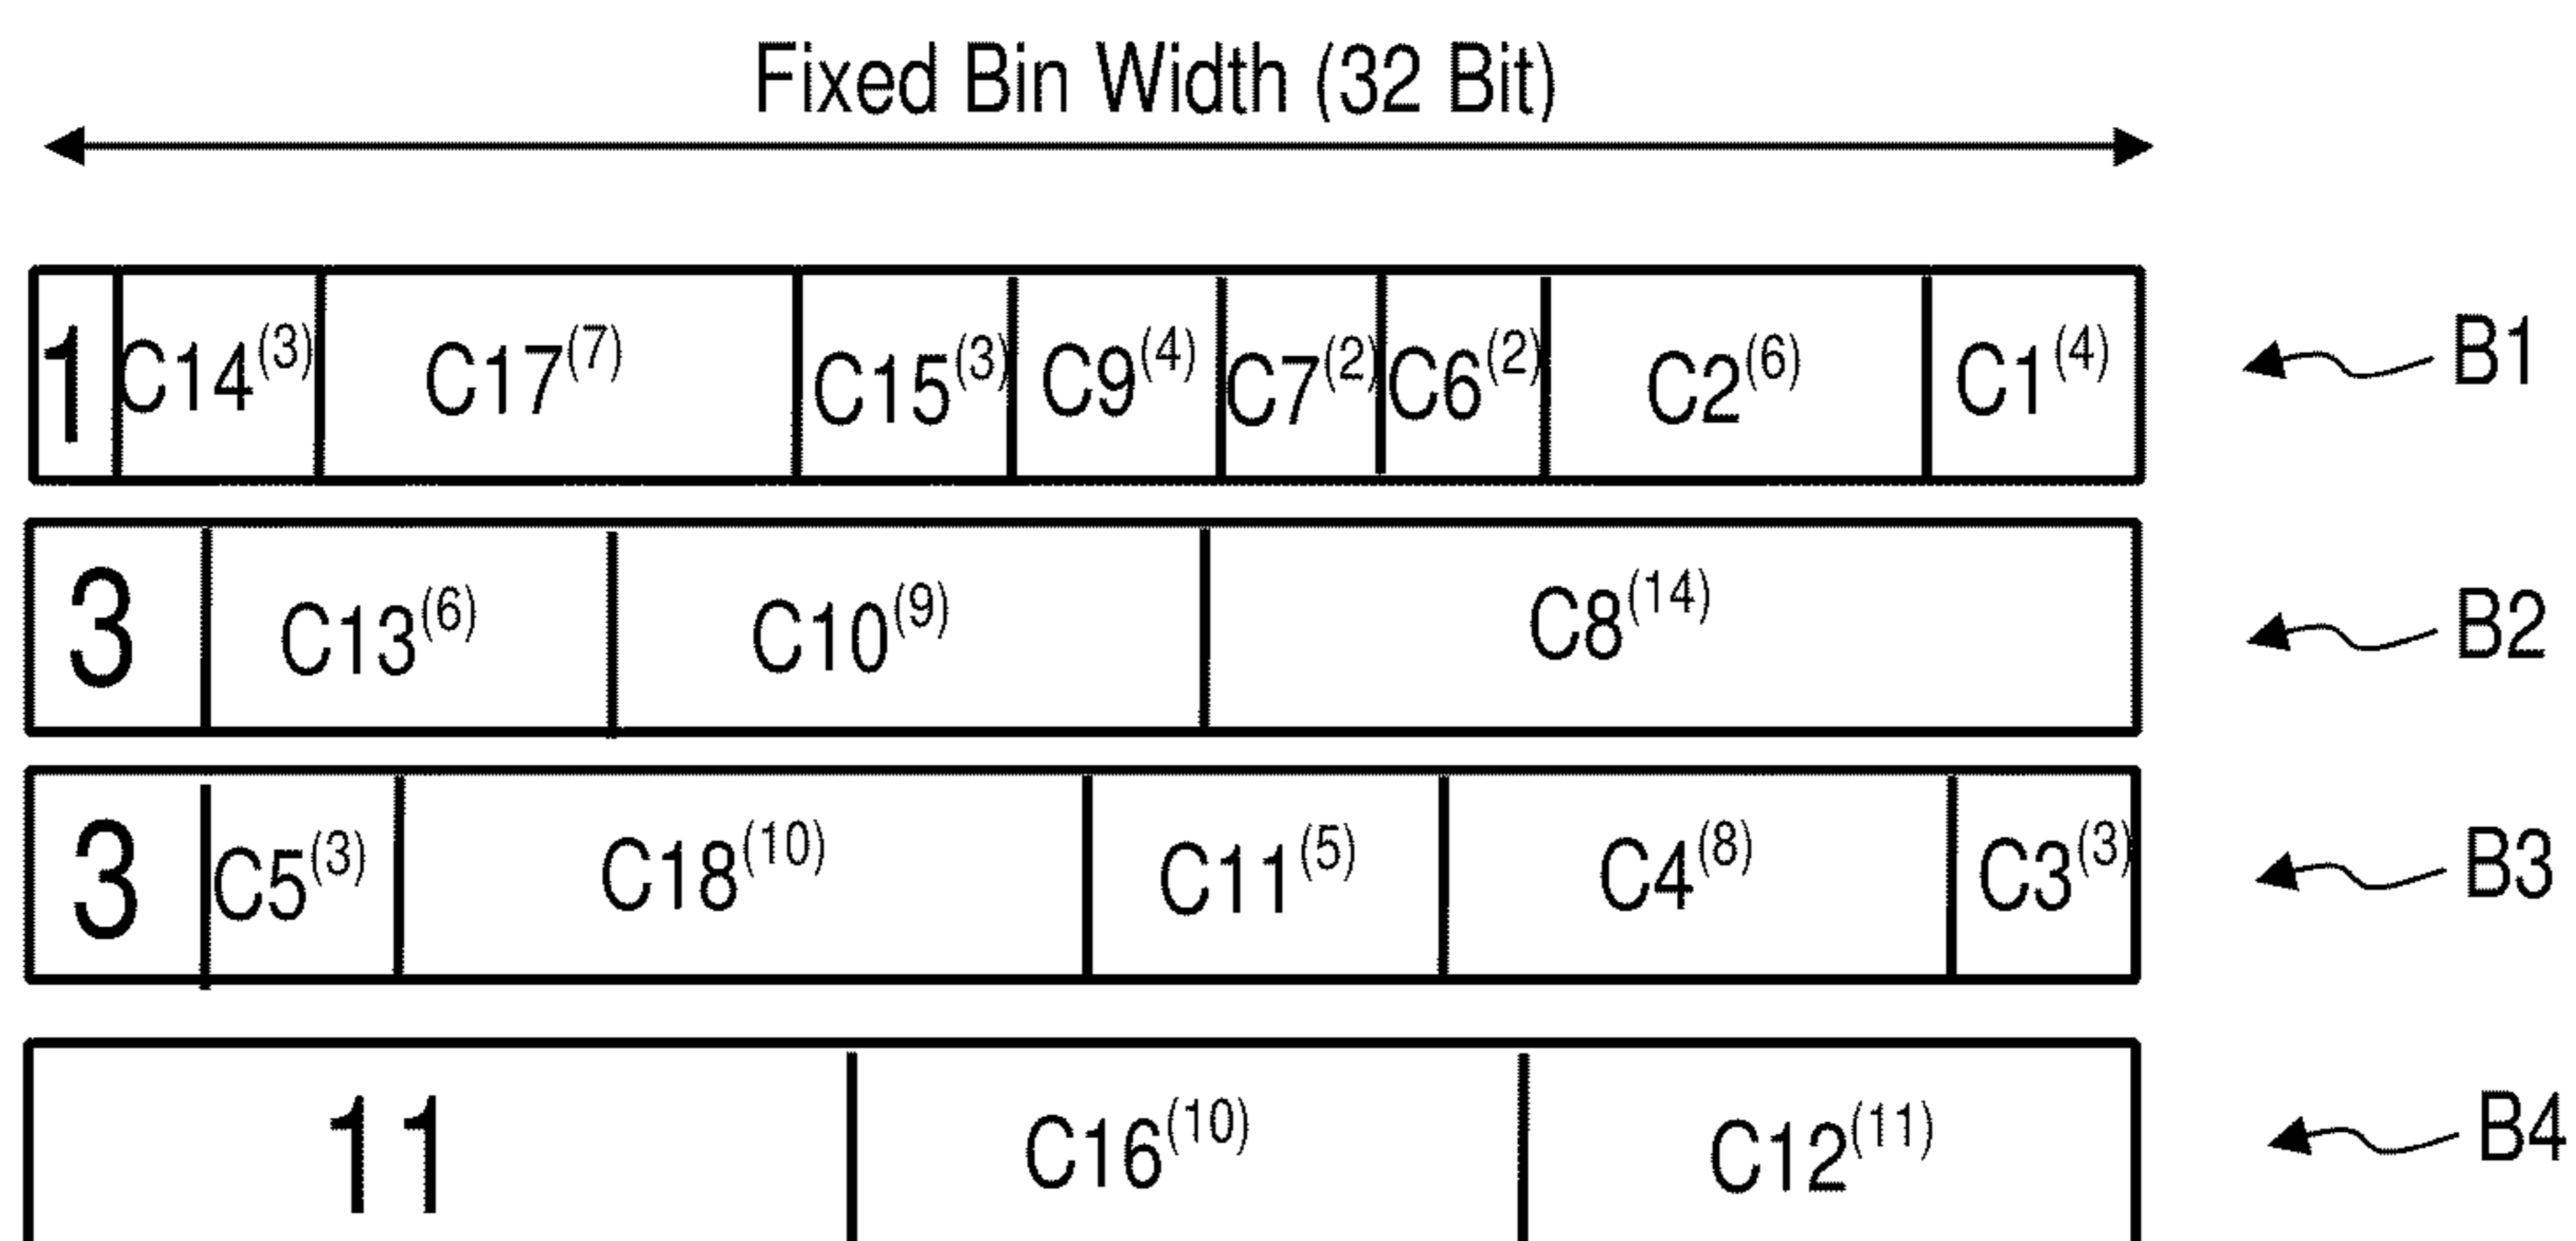 Fixed Bin Width (32 Bit)
1 C14(3) C17(7) C15(3) C9(4) C7(2) C6(2) C2(6) C1(4) B1
3 C13(6) C10(9) C8(14) B2
3 C5(3) C18(10) C11(5) C4(8) C3(3) B3
11 C16(10) C12(11) B4